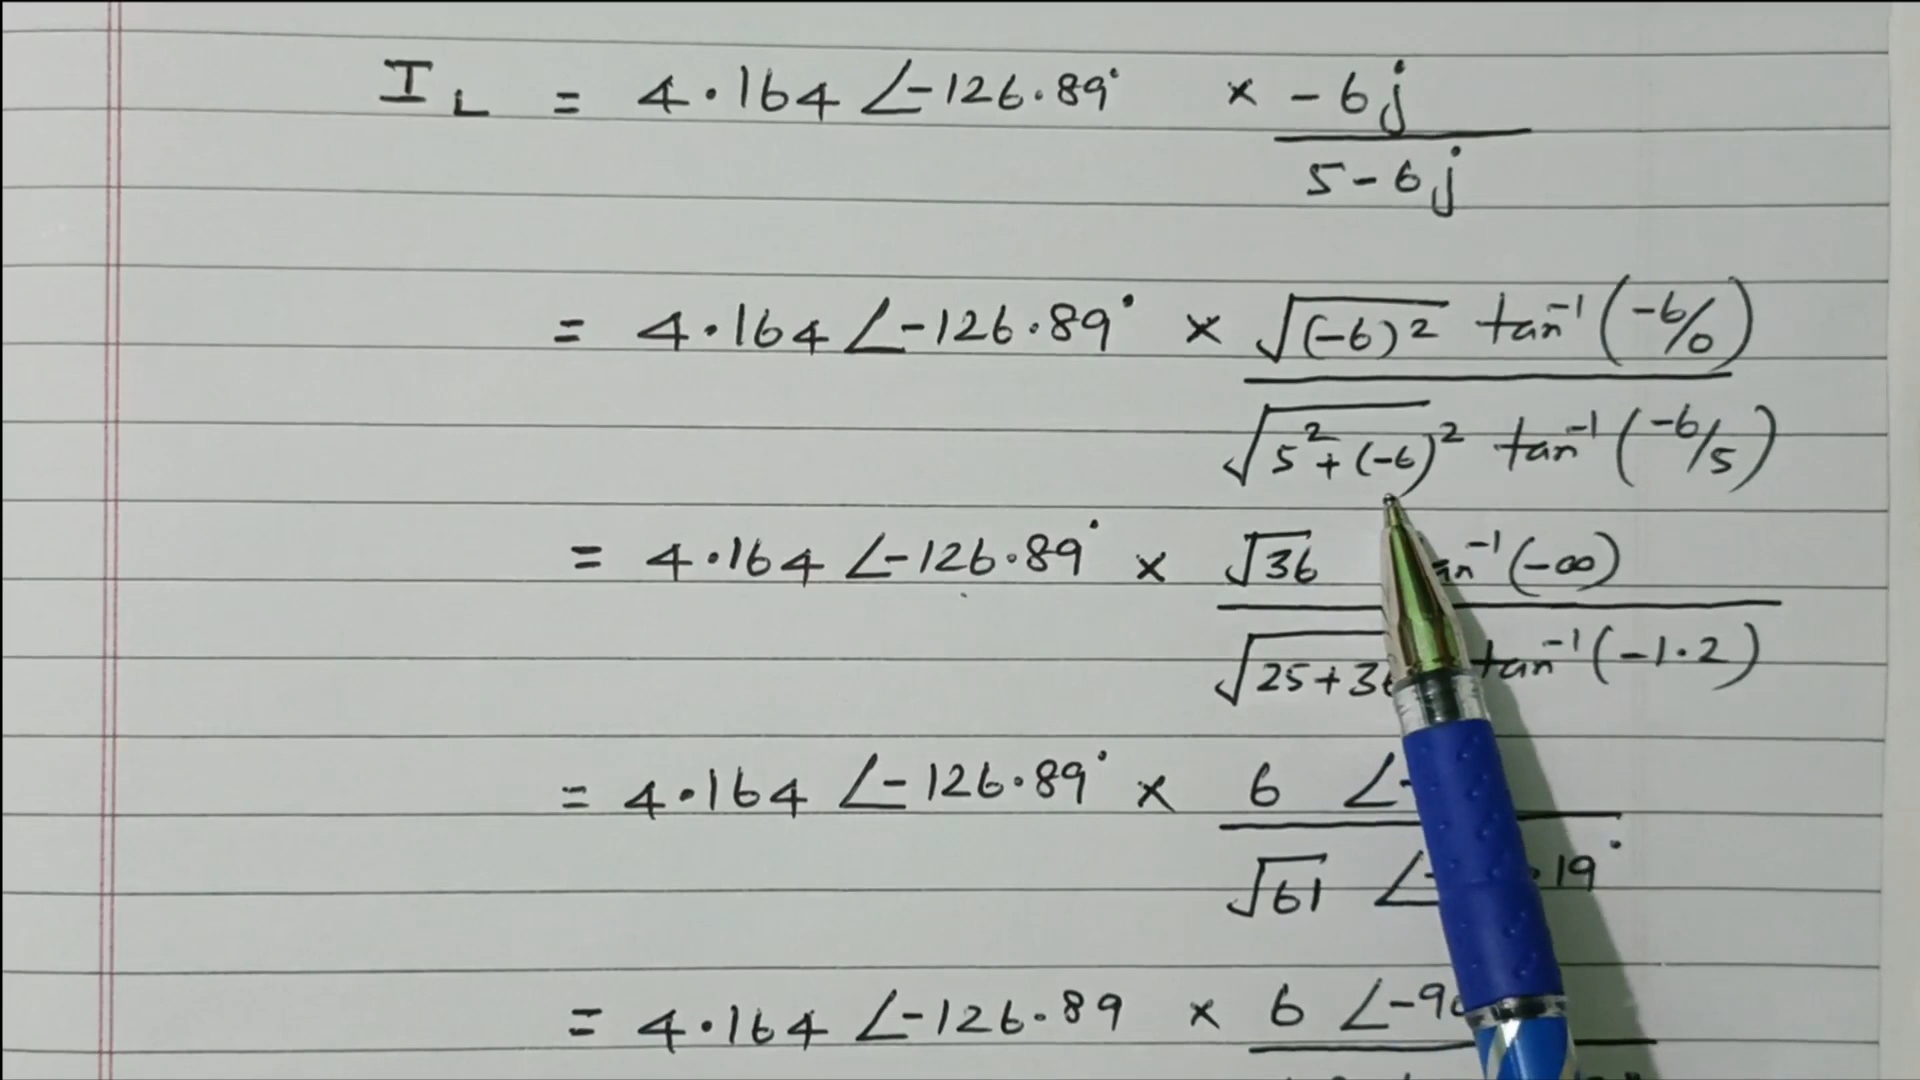 I_L = 4.164 ∠-126.89° × -6j
5-6j
= 4.164 ∠-126.89° × √(-6)² tan⁻¹(-6/0)
√5²+(-6)² tan⁻¹(-6/5)
= 4.164 ∠-126.89° × √36 tan⁻¹(-∞)
√25+36 tan⁻¹(-1.2)
= 4.164 ∠-126.89° × 6 ∠-
√61 ∠- .19°
= 4.164 ∠-126.89 × 6 ∠-90